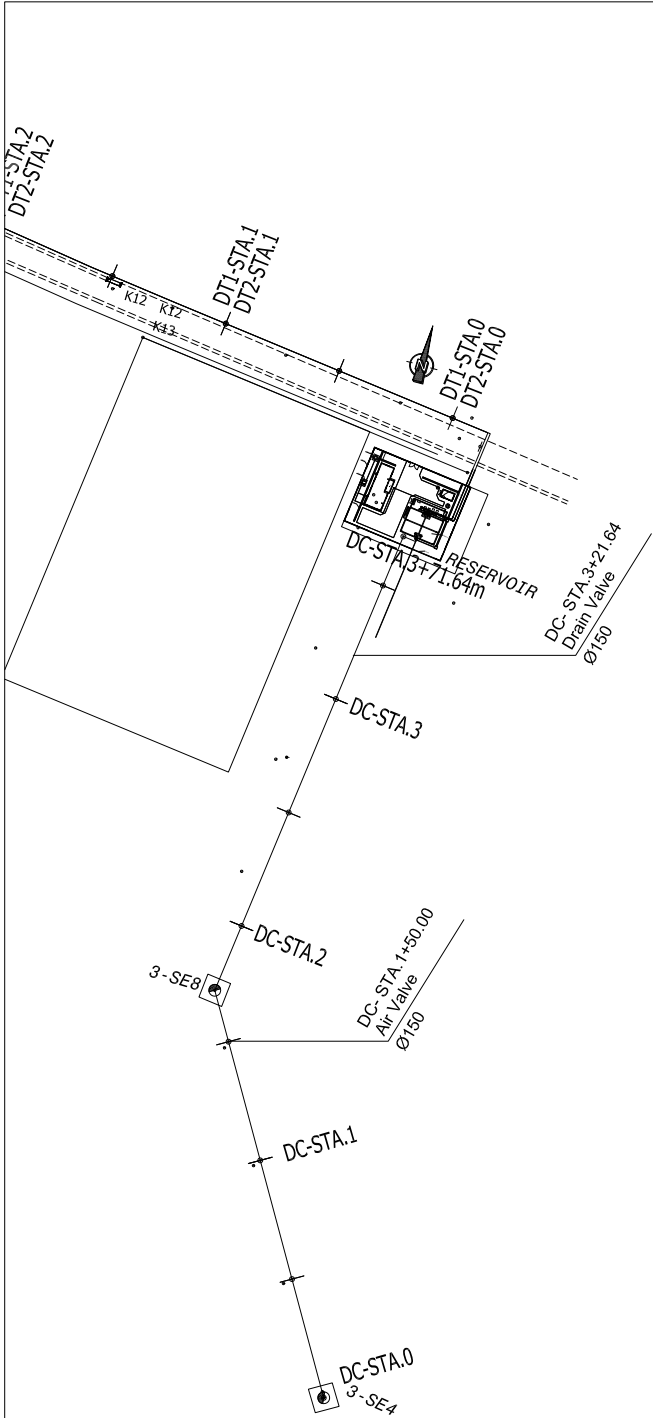 DT2-STA.2
DT1-STA.1
DT2-STA.1
K12
K12
K13
N
DT1-STA.0
DT2-STA.0
DC-STA.3+71.64m
RESERVOIR
DC- STA.3+21.64
Drain Valve
Ø150
DC-STA.3
DC-STA.2
3-SE8
DC- STA.1+50.00
Air Valve
Ø150
DC-STA.1
DC-STA.0
3-SE4